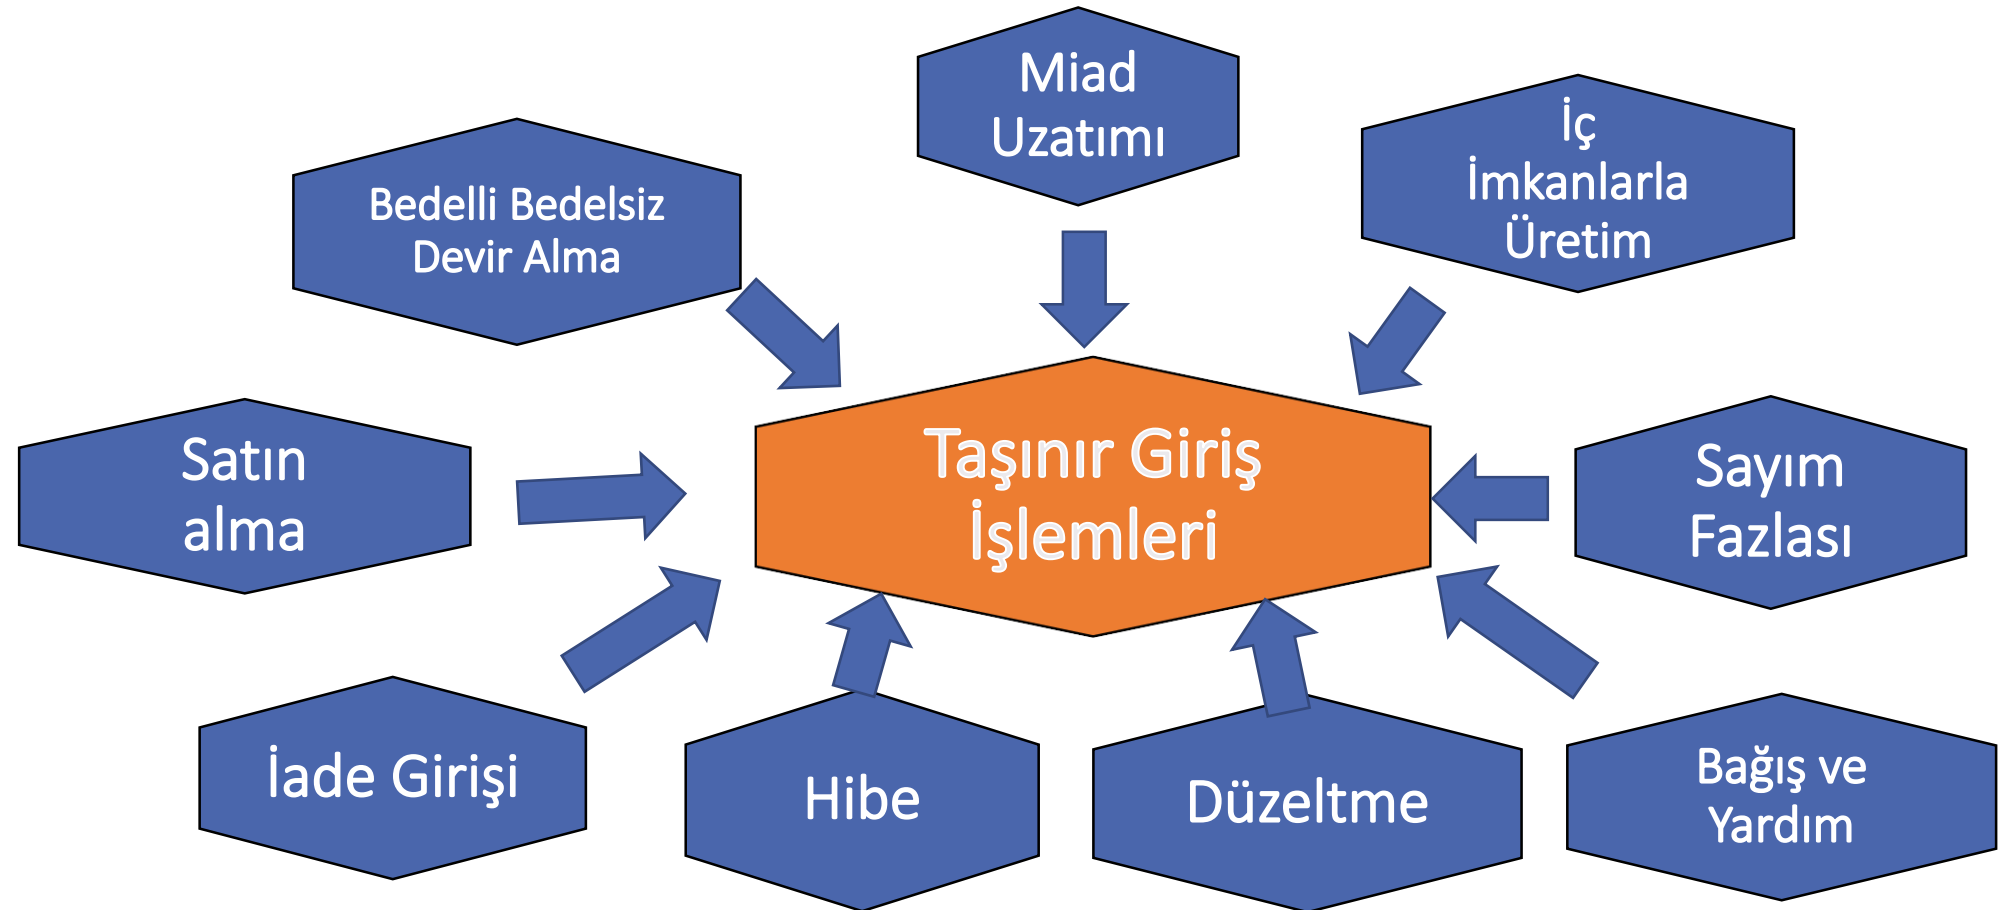 Miad
Uzatımı
İç
İmkanlarla
Üretim
Bedelli Bedelsiz
Devir Alma
Taşınır Giriş
İşlemleri
Satın
alma
Sayım
Fazlası
İade Girişi
Hibe
Düzeltme
Bağış ve
Yardım